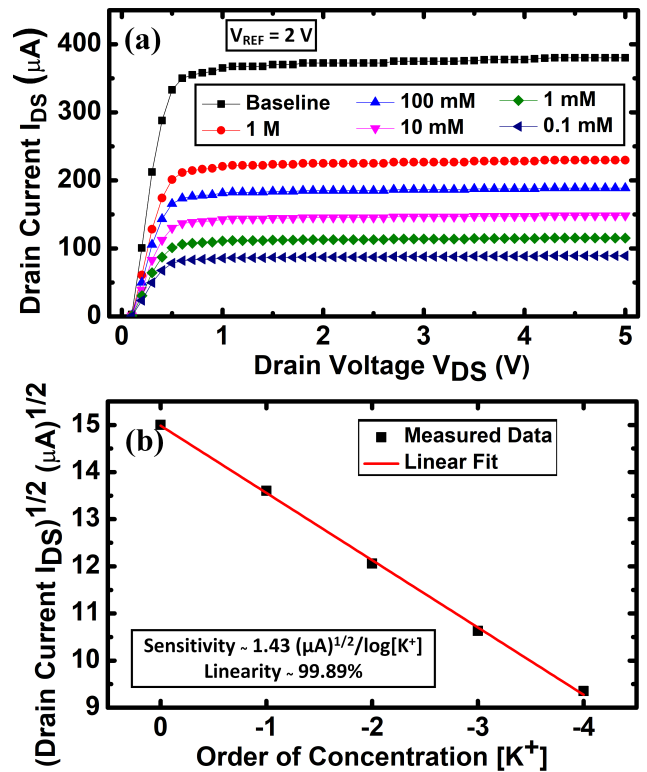 (a)
V_REF = 2 V
Baseline
100 mM
1 mM
1 M
10 mM
0.1 mM
400
300
200
100
0
Drain Current I_DS (μA)
0 1 2 3 4 5
Drain Voltage V_DS (V)
(b)
Measured Data
Linear Fit
15
14
13
12
11
10
9
(Drain Current I_DS)^1/2 (μA)^1/2
Sensitivity ~ 1.43 (μA)^1/2/log[K⁺]
Linearity ~ 99.89%
0 -1 -2 -3 -4
Order of Concentration [K⁺]